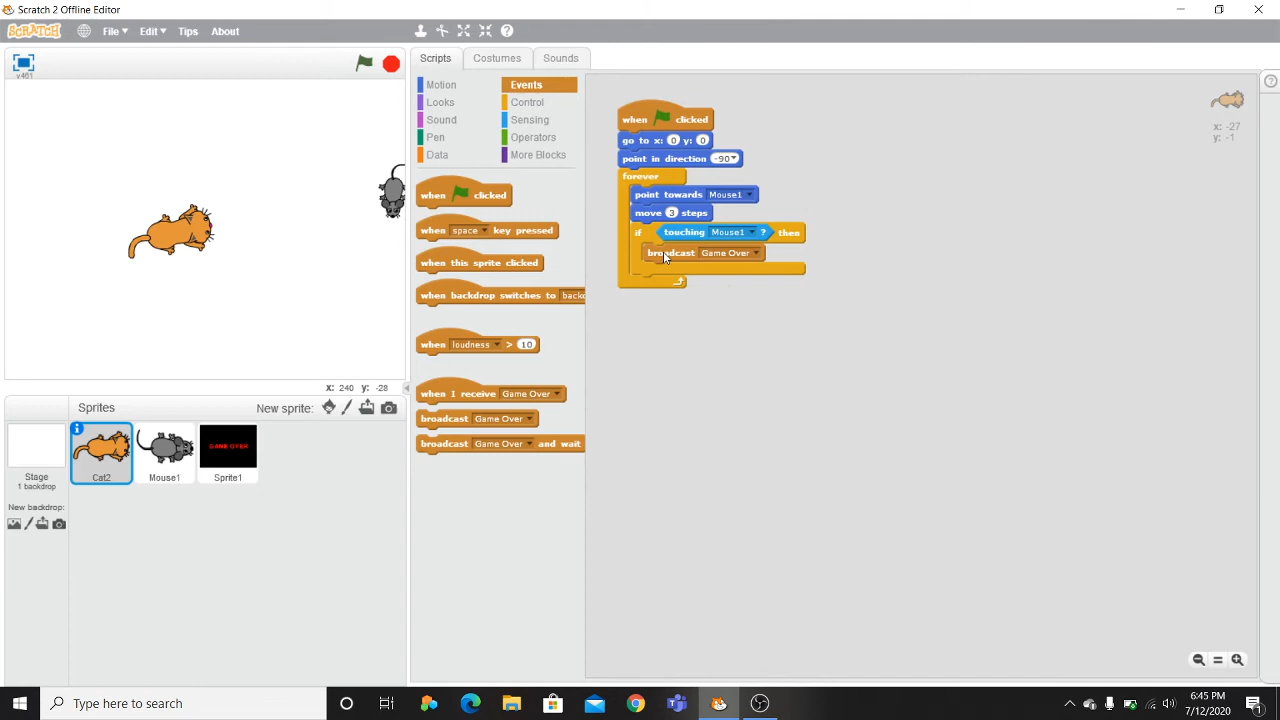 Scratch 2 Offline Editor
SCRATCH File Edit Tips About
v461
Scripts Costumes Sounds
Motion Events
Looks Control
Sound Sensing
Pen Operators
Data More Blocks
when clicked
when space key pressed
when this sprite clicked
when backdrop switches to
when loudness > 10
when I receive Game Over
broadcast Game Over
broadcast Game Over and wait
when clicked
go to x: 0 y: 0
point in direction -90
forever
point towards Mouse1
move 3 steps
if touching Mouse1 ? then
broadcast Game Over
x: -27
y: -1
x: 240 y: -28
Sprites New sprite:
GAME OVER
Stage
1 backdrop
Cat2 Mouse1 Sprite1
New backdrop:
Type here to search
6:45 PM
7/12/2020